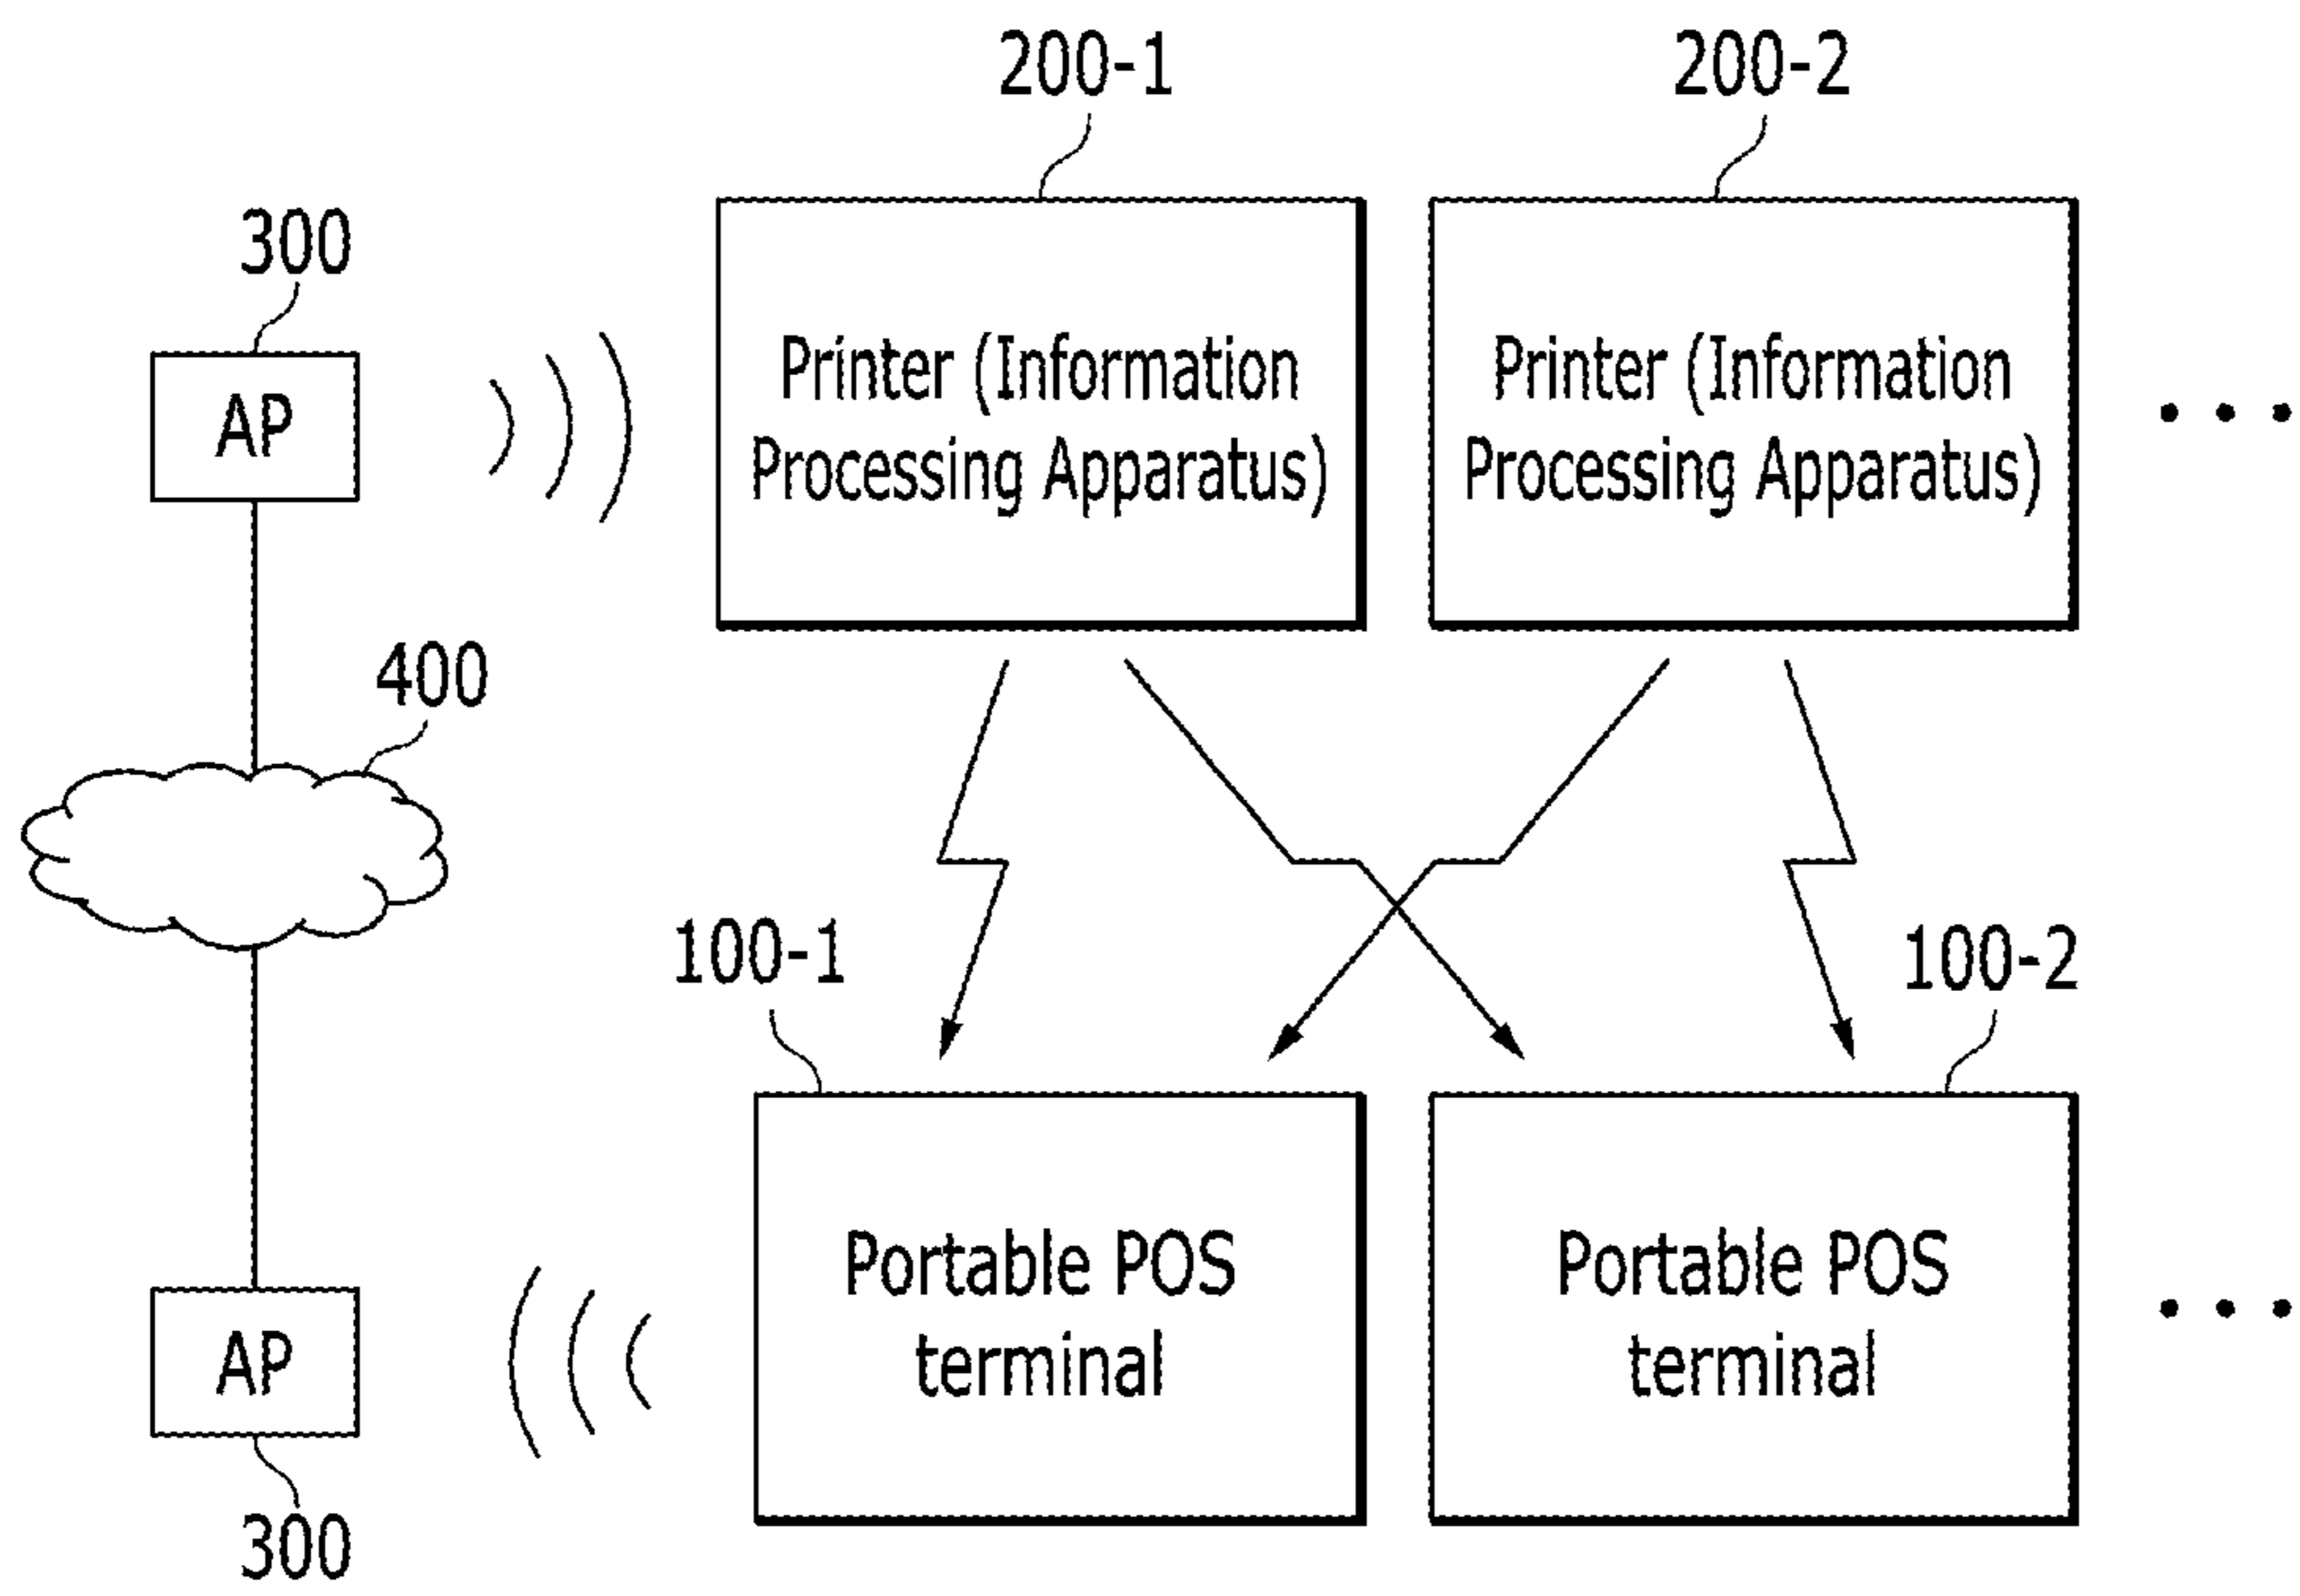 200-1
200-2
300
AP
Printer (Information
Processing Apparatus)
Printer (Information
Processing Apparatus)
400
100-1
100-2
AP
300
Portable POS
terminal
Portable POS
terminal